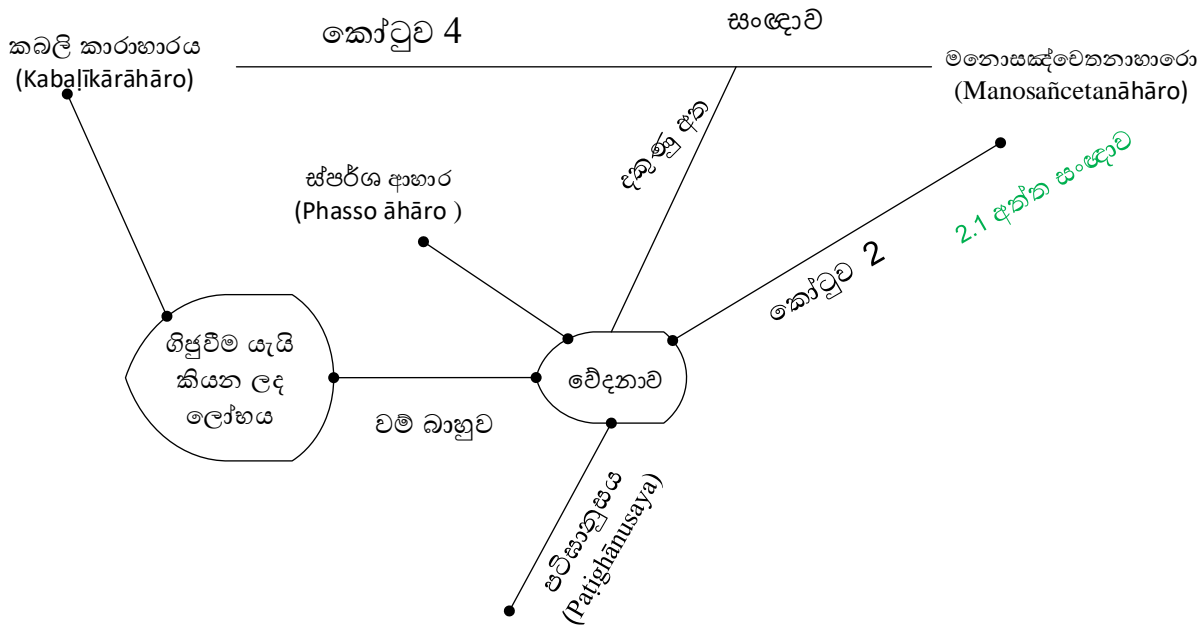 කෝටුව 4
සංඥාව
කබලි කාරාහාරය
(Kabaḷīkārāhāro)
මනොසඤ්චෙතනාහාරො
(Manosañcetanāhāro)
දකුණු අත
ස්පර්ශ ආහාර
(Phasso āhāro )
2.1 අත්ත සංඥාව
කෝටුව 2
ගිජුවීම යැයි
කියන ලද
ලෝභය
වේදනාව
වම් බාහුව
පටිඝානුසය
(Paṭighānusaya)